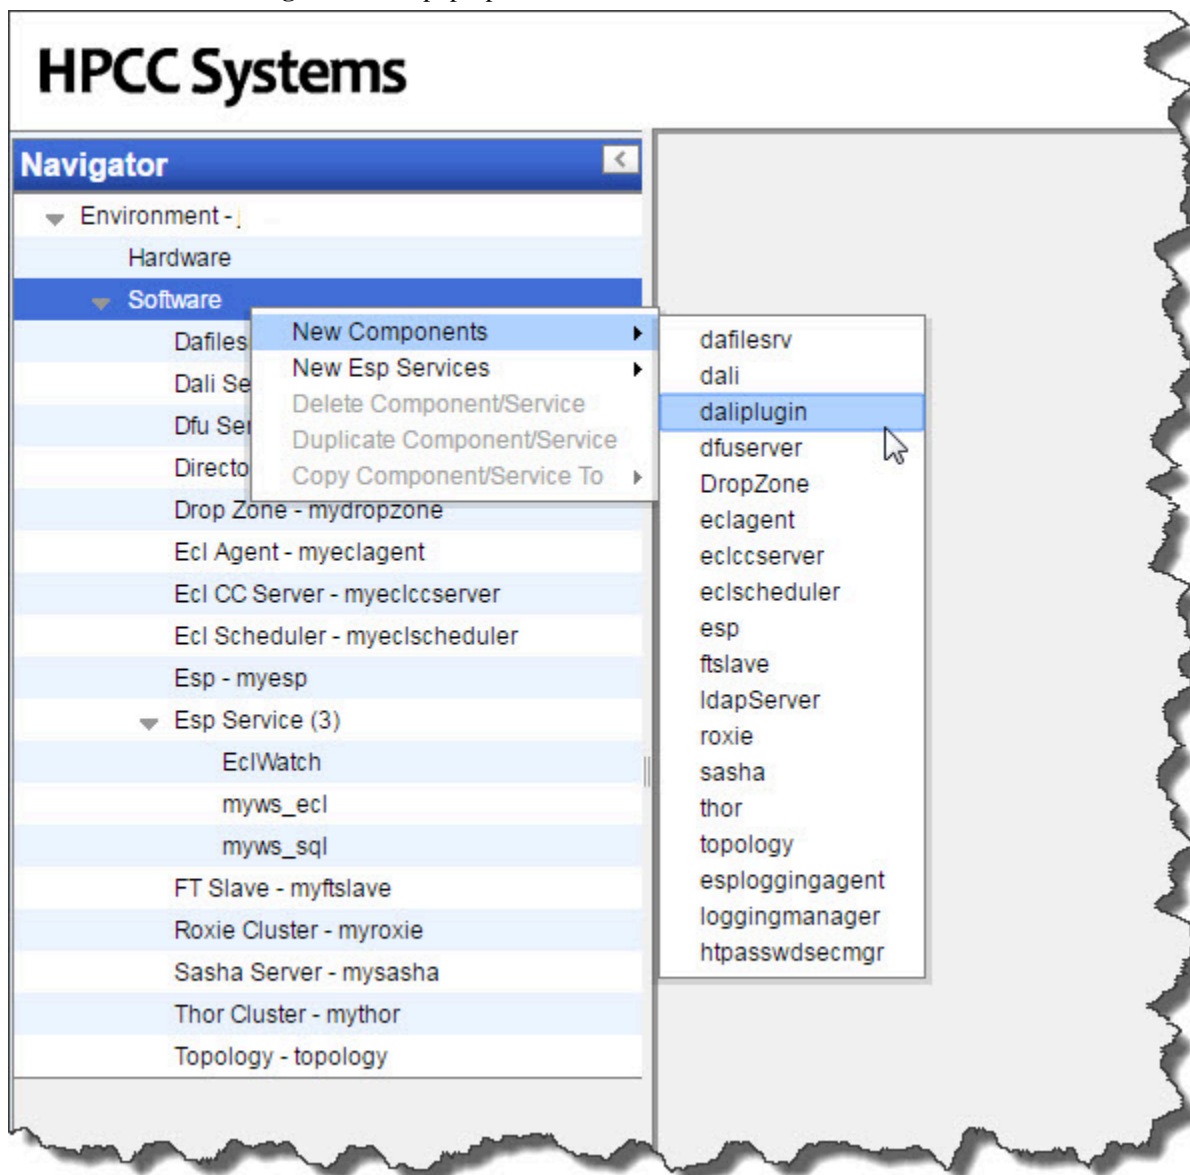 HPCC Systems
Navigator
Environment -
Hardware
Software
Dafiles
Dali Se
Dfu Ser
Directo
Drop Zone - mydropzone
Ecl Agent - myeclagent
Ecl CC Server - myeclccserver
Ecl Scheduler - myeclscheduler
Esp - myesp
Esp Service (3)
EclWatch
myws_ecl
myws_sql
FT Slave - myftslave
Roxie Cluster - myroxie
Sasha Server - mysasha
Thor Cluster - mythor
Topology - topology
New Components
New Esp Services
Delete Component/Service
Duplicate Component/Service
Copy Component/Service To
dafilesrv
dali
daliplugin
dfuserver
DropZone
eclagent
eclccserver
eclscheduler
esp
ftslave
ldapServer
roxie
sasha
thor
topology
esploggingagent
loggingmanager
htpasswdsecmgr